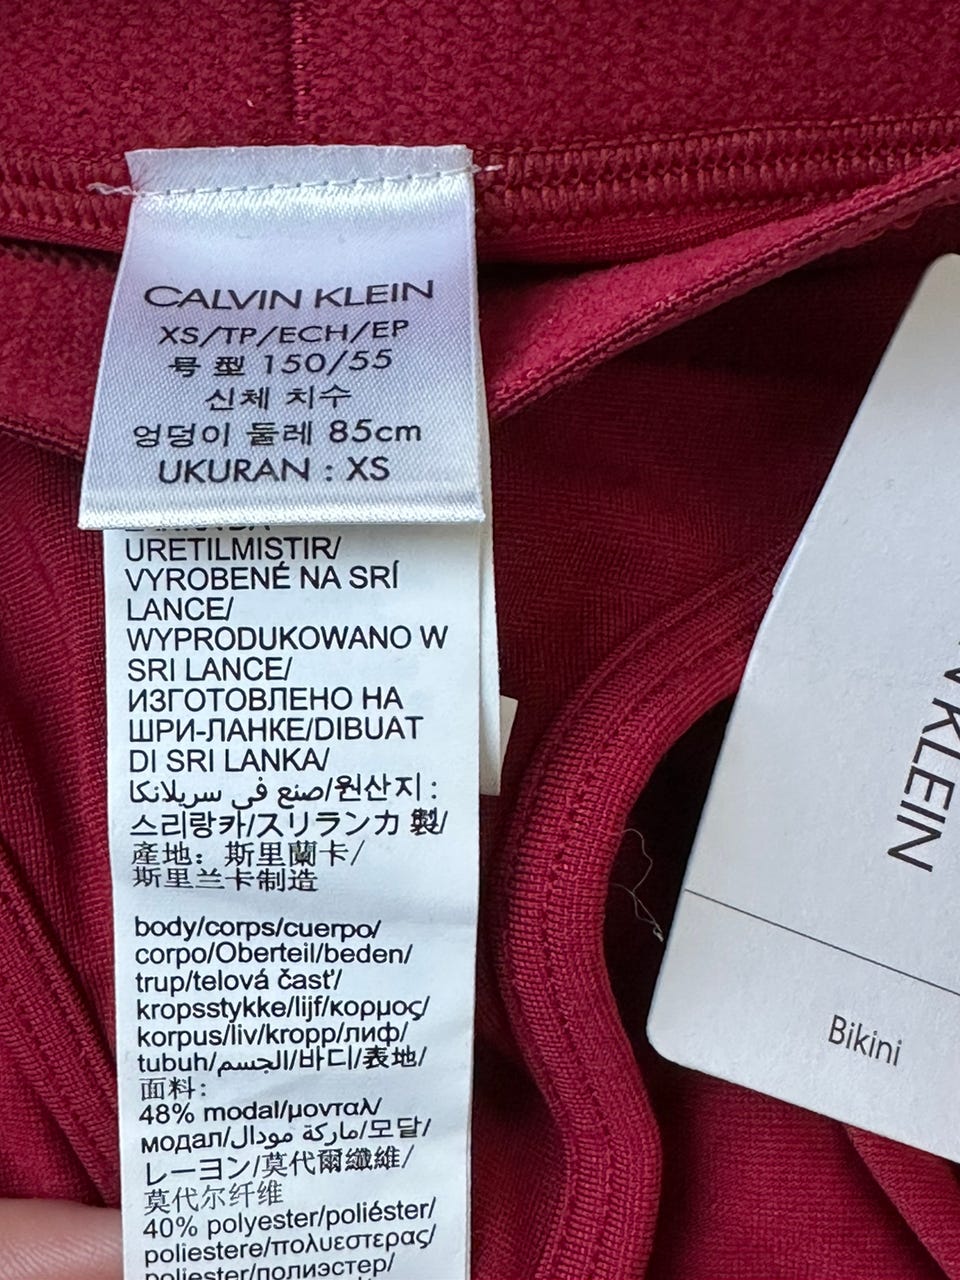 CALVIN KLEIN
XS/TP/ECH/EP
号 型 150/55
신체 치수
엉덩이 둘레 85cm
UKURAN : XS
URETILMISTIR/
VYROBENÉ NA SRÍ
LANCE/
WYPRODUKOWANO W
SRI LANCE/
ИЗГОТОВЛЕНО НА
ШРИ-ЛАНКЕ/DIBUAT
DI SRI LANKA/
صنع في سريلانكا/원산지:
스리랑카/スリランカ 製/
產地：斯里蘭卡/
斯里兰卡制造
body/corps/cuerpo/
corpo/Oberteil/beden/
trup/telová časť/
kropsstykke/lijf/κορμος/
korpus/liv/kropp/лиф/
tubuh/الجسم/바디/表地/
面料:
48% modal/μονταλ/
модал/ماركة مودال/모달/
レーヨン/莫代爾纖維/
莫代尔纤维
40% polyester/poliéster/
poliestere/πολυεστερας/
poliester/полиэстер/
KLEIN
Bikini